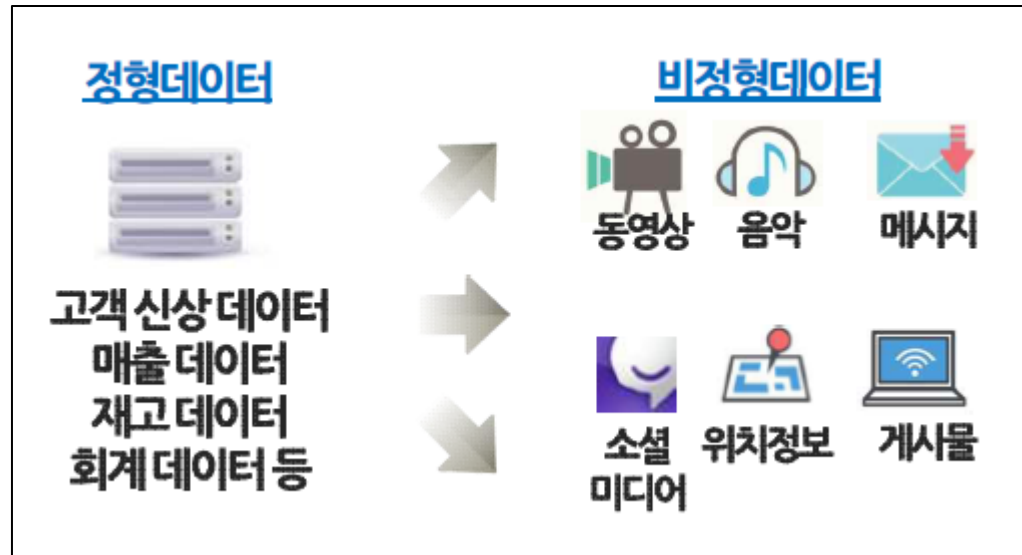 정형데이터
고객 신상 데이터
매출 데이터
재고 데이터
회계 데이터 등
비정형데이터
동영상
음악
메시지
소셜
미디어
위치정보
게시물